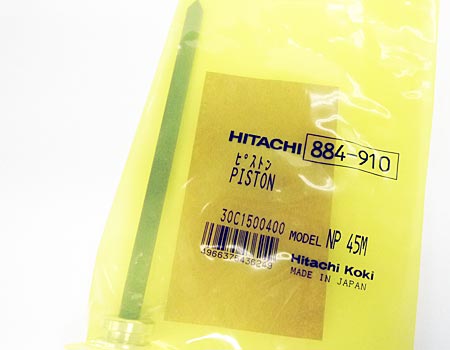 HITACHI 884-910
ピストン
PISTON
30C1500400 MODEL NP 45M
Hitachi Koki
MADE IN JAPAN